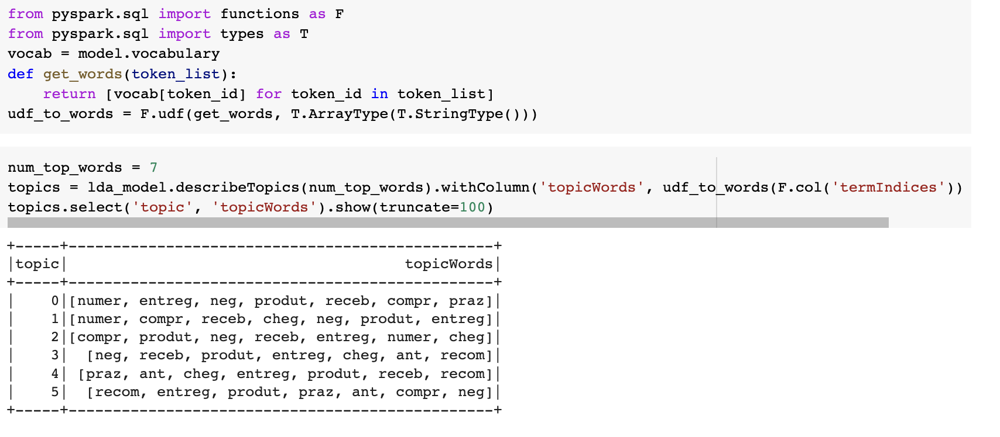 from pyspark.sql import functions as F
from pyspark.sql import types as T
vocab = model.vocabulary
def get_words(token_list):
    return [vocab[token_id] for token_id in token_list]
udf_to_words = F.udf(get_words, T.ArrayType(T.StringType()))
num_top_words = 7
topics = lda_model.describeTopics(num_top_words).withColumn('topicWords', udf_to_words(F.col('termIndices'))
topics.select('topic', 'topicWords').show(truncate=100)
+-----+------------------------------------------------+
|topic|                                      topicWords|
+-----+------------------------------------------------+
|    0|[numer, entreg, neg, produt, receb, compr, praz]|
|    1|[numer, compr, receb, cheg, neg, produt, entreg]|
|    2|[compr, produt, neg, receb, entreg, numer, cheg]|
|    3|  [neg, receb, produt, entreg, cheg, ant, recom]|
|    4| [praz, ant, cheg, entreg, produt, receb, recom]|
|    5|  [recom, entreg, produt, praz, ant, compr, neg]|
+-----+------------------------------------------------+